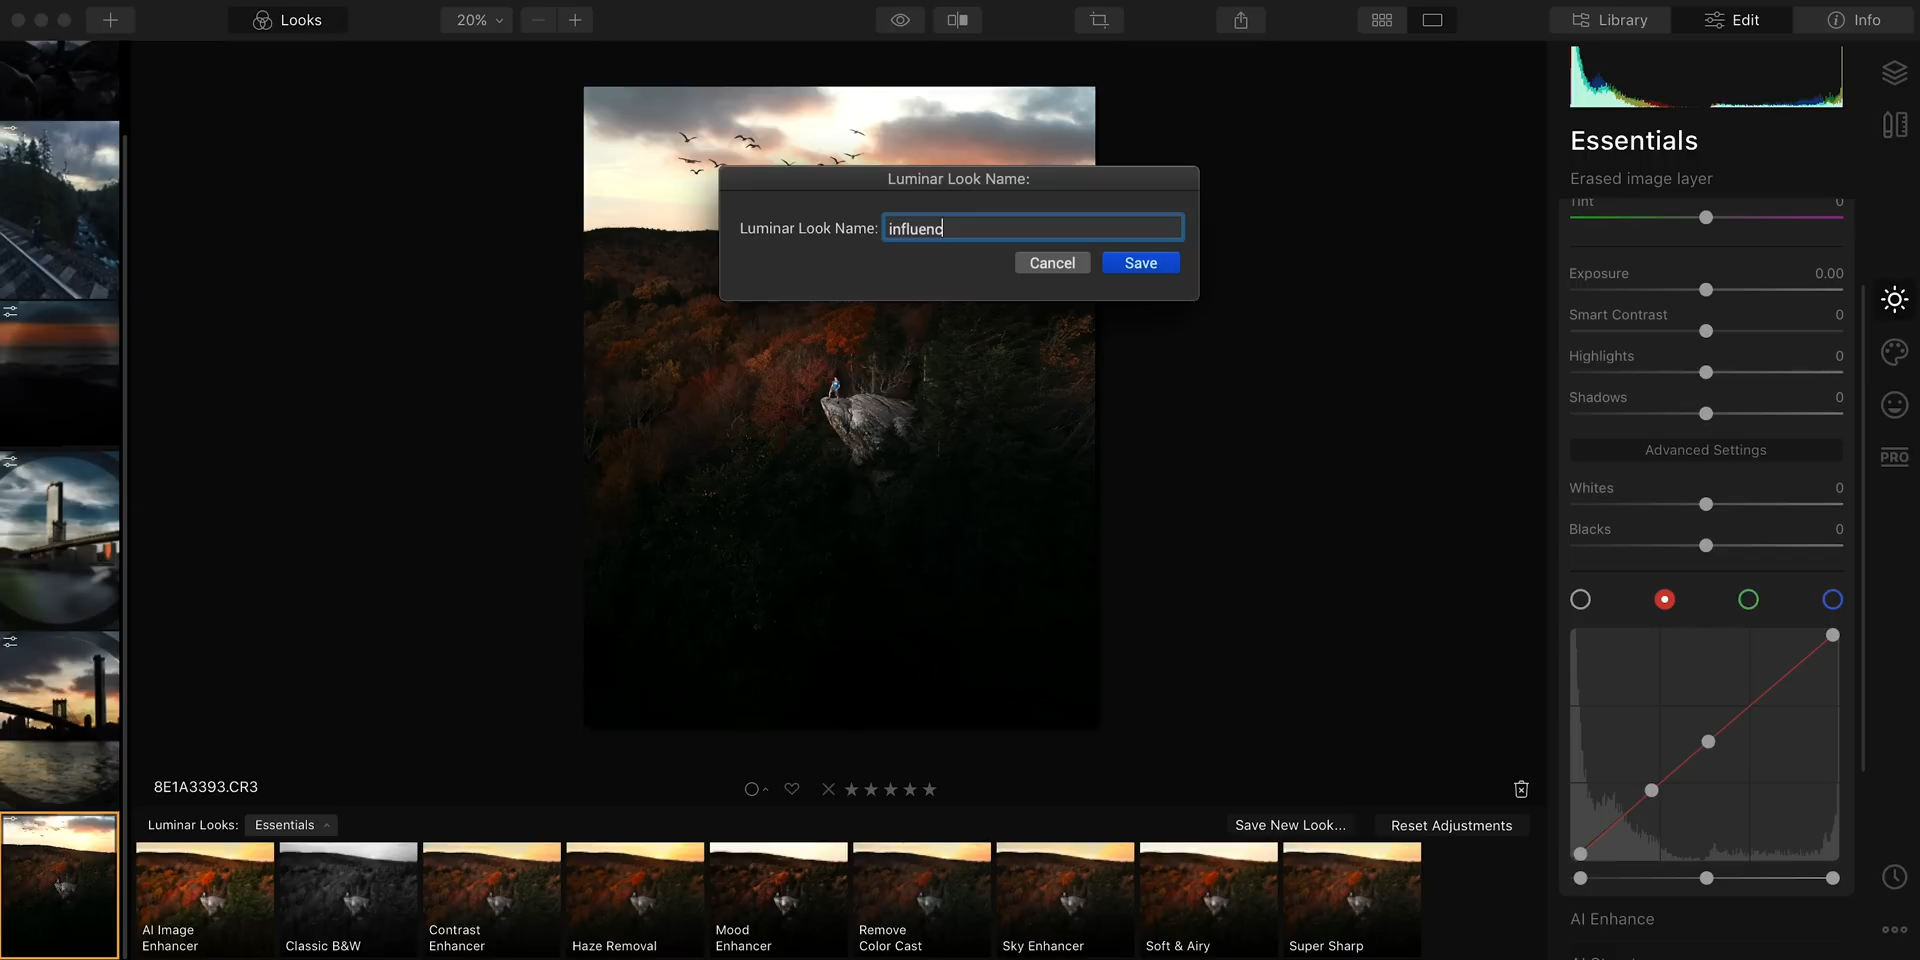 Looks
20%
Library
Edit
Info
Luminar Look Name:
Luminar Look Name: influenc
Cancel
Save
Essentials
Erased image layer
Tint 0
Exposure 0.00
Smart Contrast 0
Highlights 0
Shadows 0
Advanced Settings
Whites 0
Blacks 0
PRO
AI Enhance
8E1A3393.CR3
Luminar Looks: Essentials
Save New Look...
Reset Adjustments
AI Image
Enhancer
Classic B&W
Contrast
Enhancer
Haze Removal
Mood
Enhancer
Remove
Color Cast
Sky Enhancer
Soft & Airy
Super Sharp